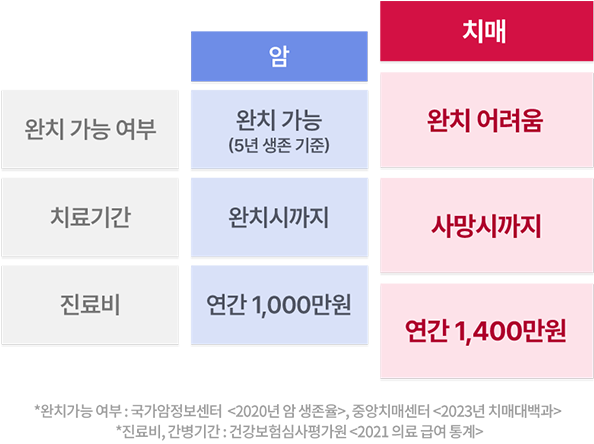 암
치매
완치 가능 여부
완치 가능
(5년 생존 기준)
완치 어려움
치료기간
완치시까지
사망시까지
진료비
연간 1,000만원
연간 1,400만원
*완치가능 여부 : 국가암정보센터 <2020년 암 생존율>, 중앙치매센터 <2023년 치매대백과>
*진료비, 간병기간 : 건강보험심사평가원 <2021 의료 급여 통계>